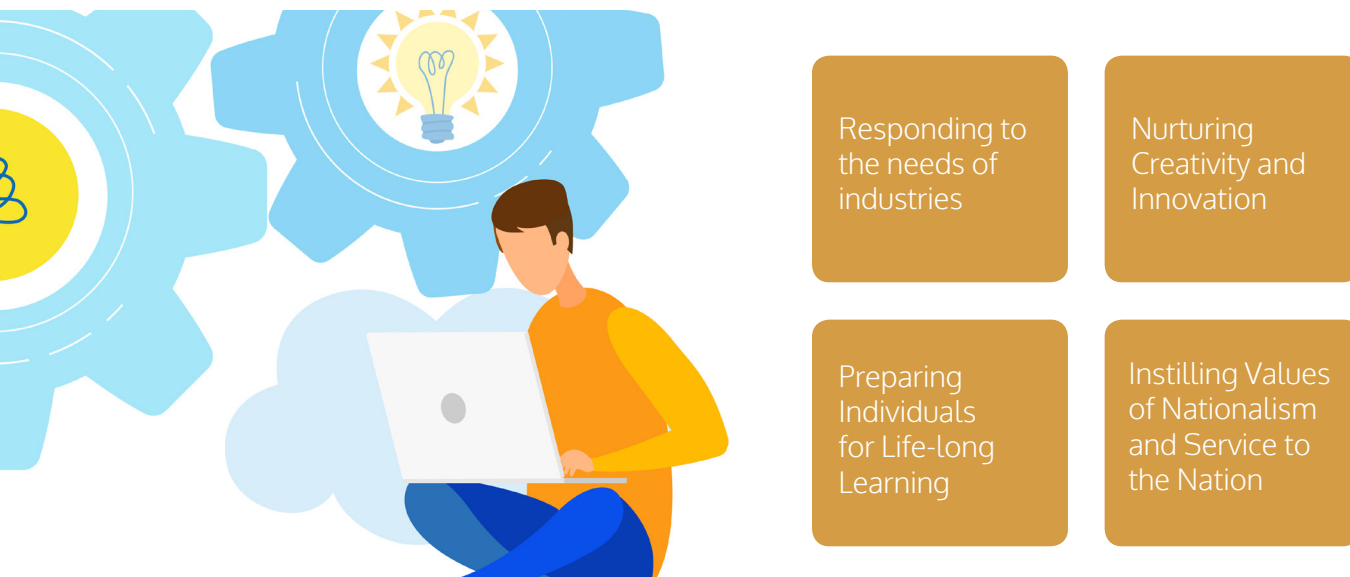 Responding to
the needs of
industries
Nurturing
Creativity and
Innovation
Preparing
Individuals
for Life-long
Learning
Instilling Values
of Nationalism
and Service to
the Nation